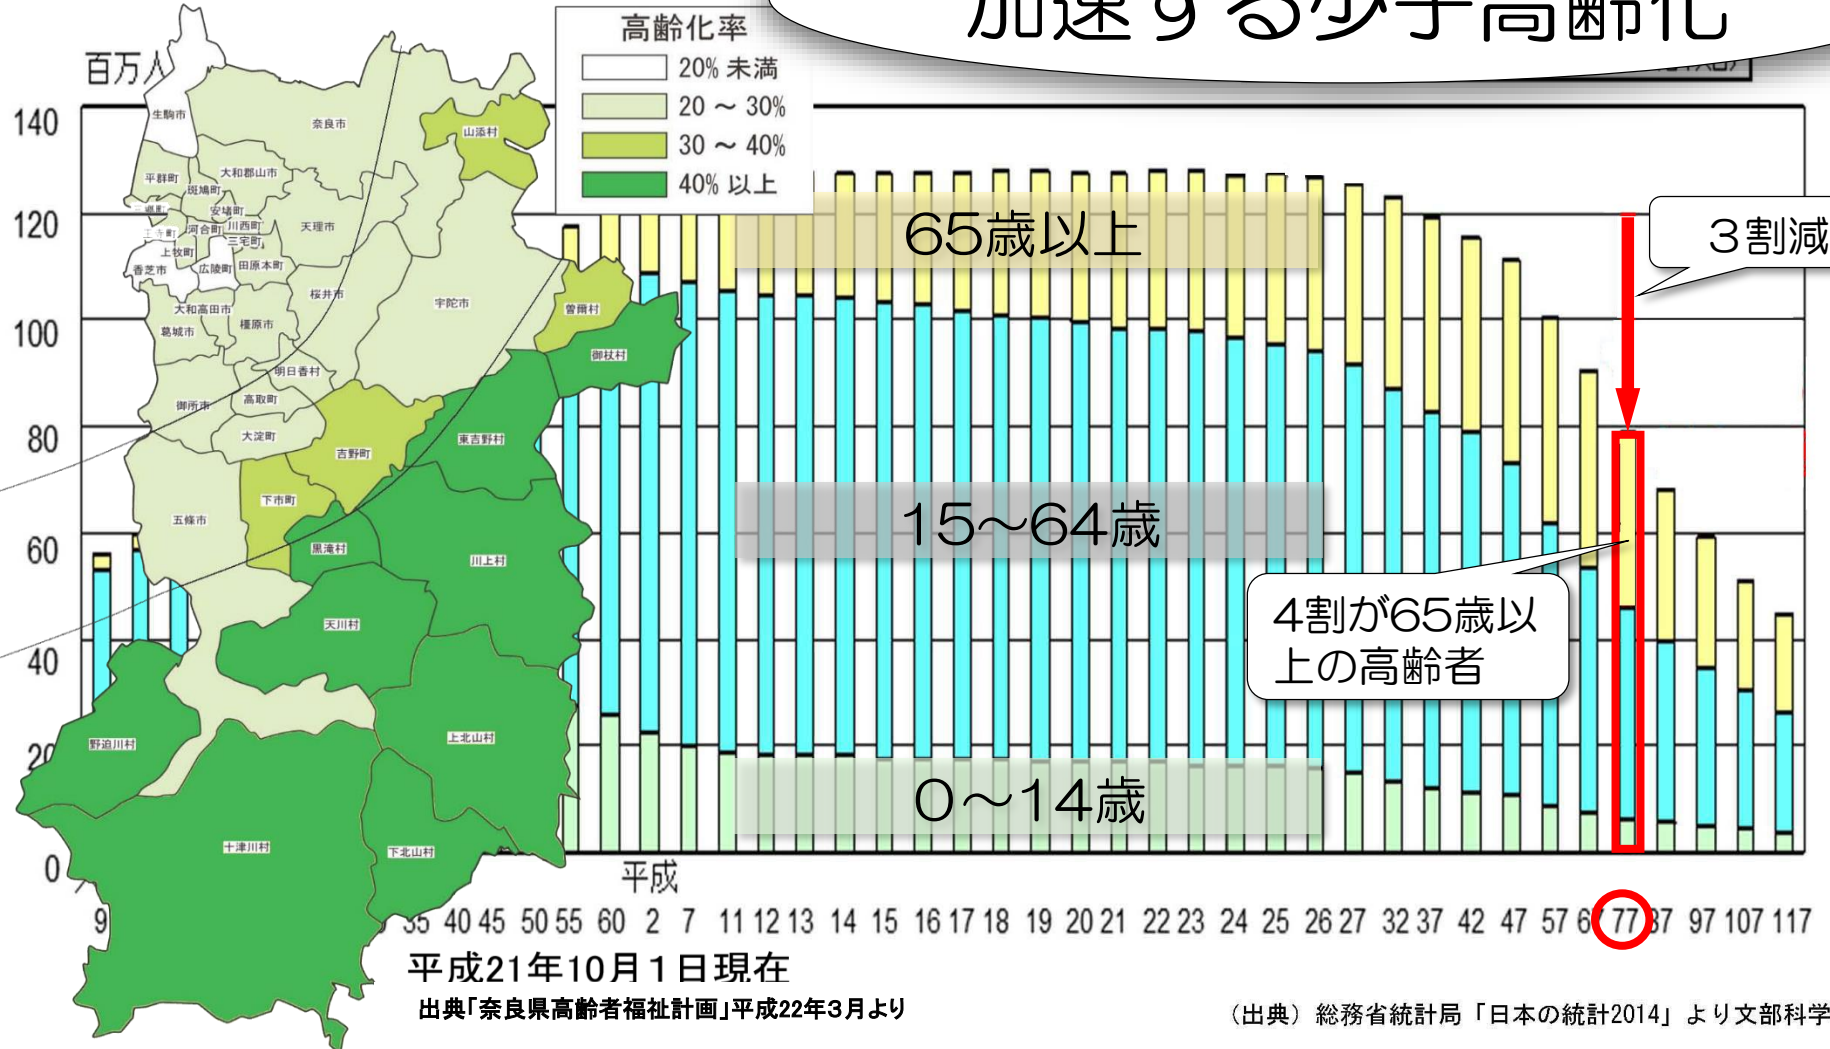 加速する少子高齢化
百万人
高齢化率
20% 未満
20 ～ 30%
30 ～ 40%
40% 以上
140
120
100
80
60
40
20
0
生駒市
奈良市
山添村
平群町
大和郡山市
斑鳩町
安堵町
三郷町
王寺町
河合町
川西町
三宅町
天理市
上牧町
香芝市
広陵町
田原本町
桜井市
宇陀市
曽爾村
大和高田市
葛城市
橿原市
御杖村
明日香村
御所市
高取町
大淀町
吉野町
東吉野村
下市町
五條市
黒滝村
川上村
天川村
野迫川村
上北山村
十津川村
下北山村
65歳以上
15～64歳
0～14歳
3割減
4割が65歳以
上の高齢者
平成
9 35 40 45 50 55 60 2 7 11 12 13 14 15 16 17 18 19 20 21 22 23 24 25 26 27 32 37 42 47 57 67 77 87 97 107 117
平成21年10月1日現在
出典「奈良県高齢者福祉計画」平成22年3月より
（出典）総務省統計局「日本の統計2014」より文部科学